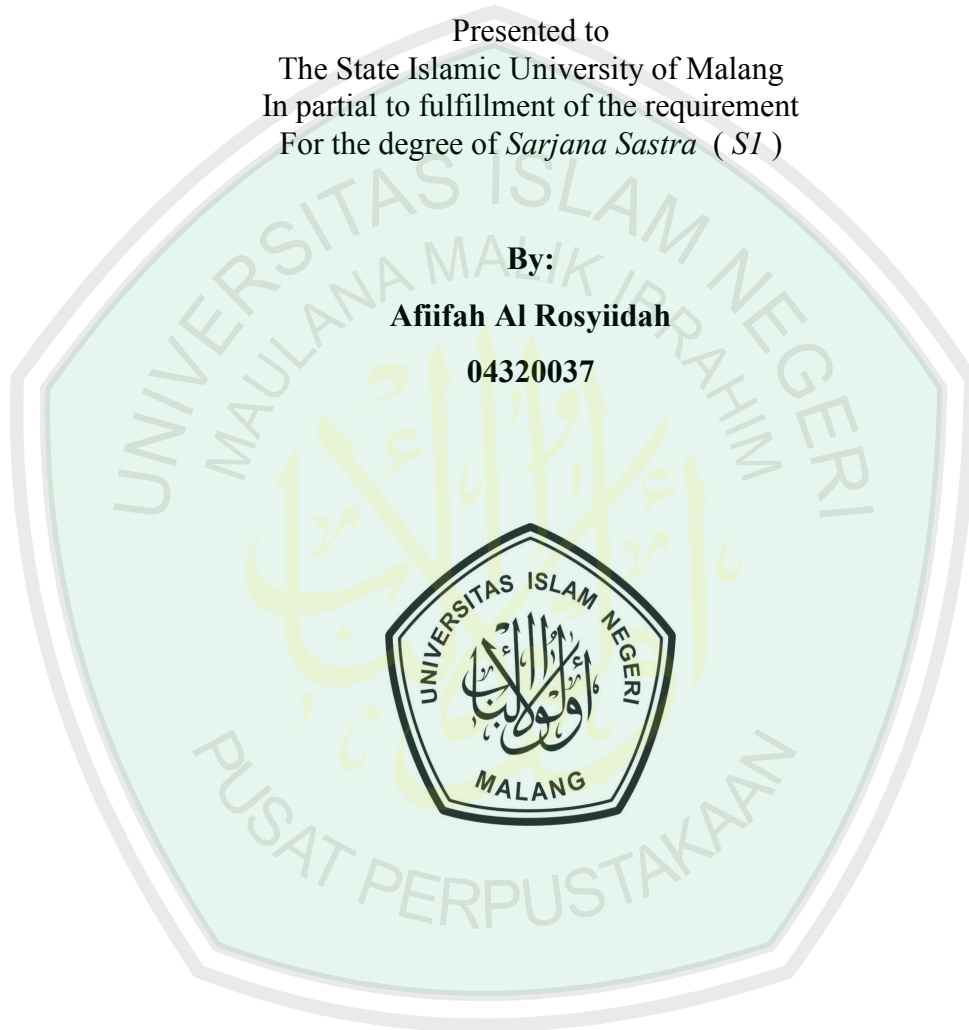 Presented to
The State Islamic University of Malang
In partial to fulfillment of the requirement
For the degree of Sarjana Sastra ( S1 )
By:
Afiifah Al Rosyiidah
04320037
UNIVERSITAS ISLAM NEGERI
MAULANA MALIK IBRAHIM
PUSAT PERPUSTAKAAN
UNIVERSITAS ISLAM NEGERI
MALANG